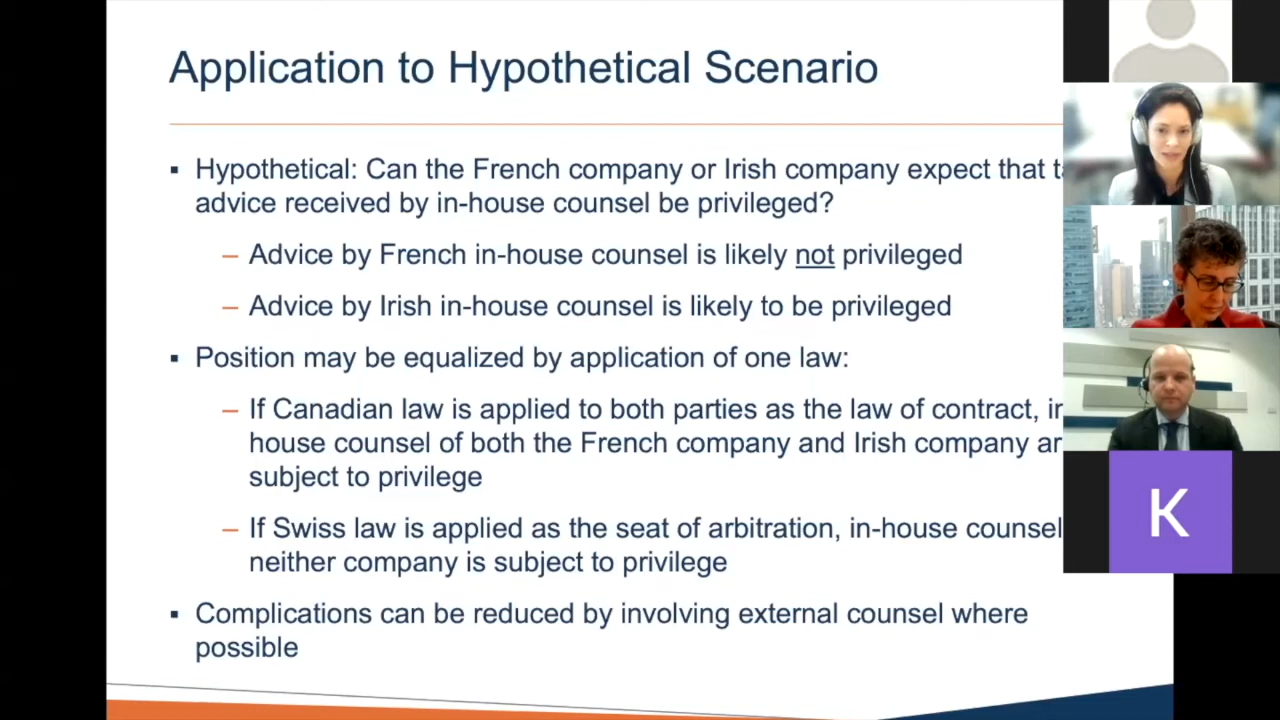 Application to Hypothetical Scenario
▪ Hypothetical: Can the French company or Irish company expect that
advice received by in-house counsel be privileged?
– Advice by French in-house counsel is likely not privileged
– Advice by Irish in-house counsel is likely to be privileged
▪ Position may be equalized by application of one law:
– If Canadian law is applied to both parties as the law of contract,
house counsel of both the French company and Irish company
subject to privilege
– If Swiss law is applied as the seat of arbitration, in-house counsel
neither company is subject to privilege
▪ Complications can be reduced by involving external counsel where
possible
K